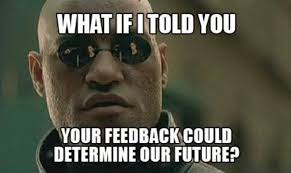 WHAT IF I TOLD YOU
YOUR FEEDBACK COULD
DETERMINE OUR FUTURE?